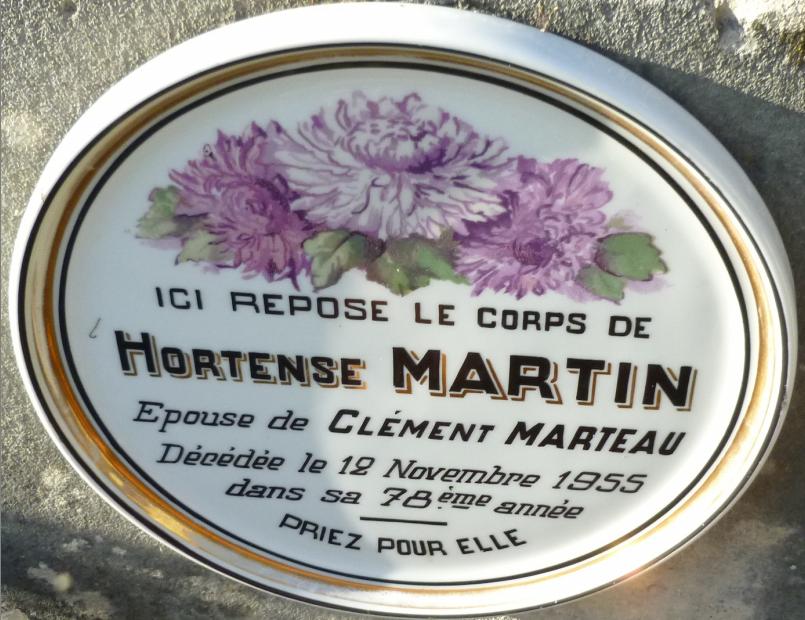 ICI REPOSE LE CORPS DE
HORTENSE MARTIN
Epouse de CLÉMENT MARTEAU
Décédée le 12 Novembre 1955
dans sa 78ème année
PRIEZ POUR ELLE